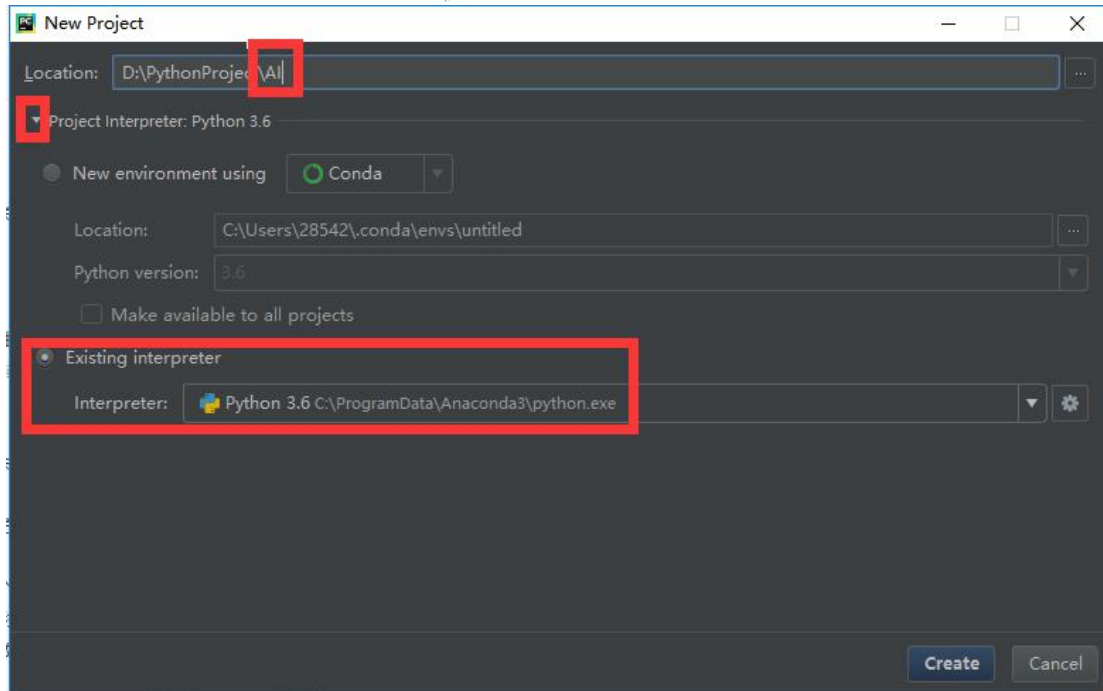 New Project
Location: D:\PythonProject\AI
Project Interpreter: Python 3.6
New environment using Conda
Location: C:\Users\28542\.conda\envs\untitled
Python version: 3.6
Make available to all projects
Existing interpreter
Interpreter: Python 3.6 C:\ProgramData\Anaconda3\python.exe
Create Cancel